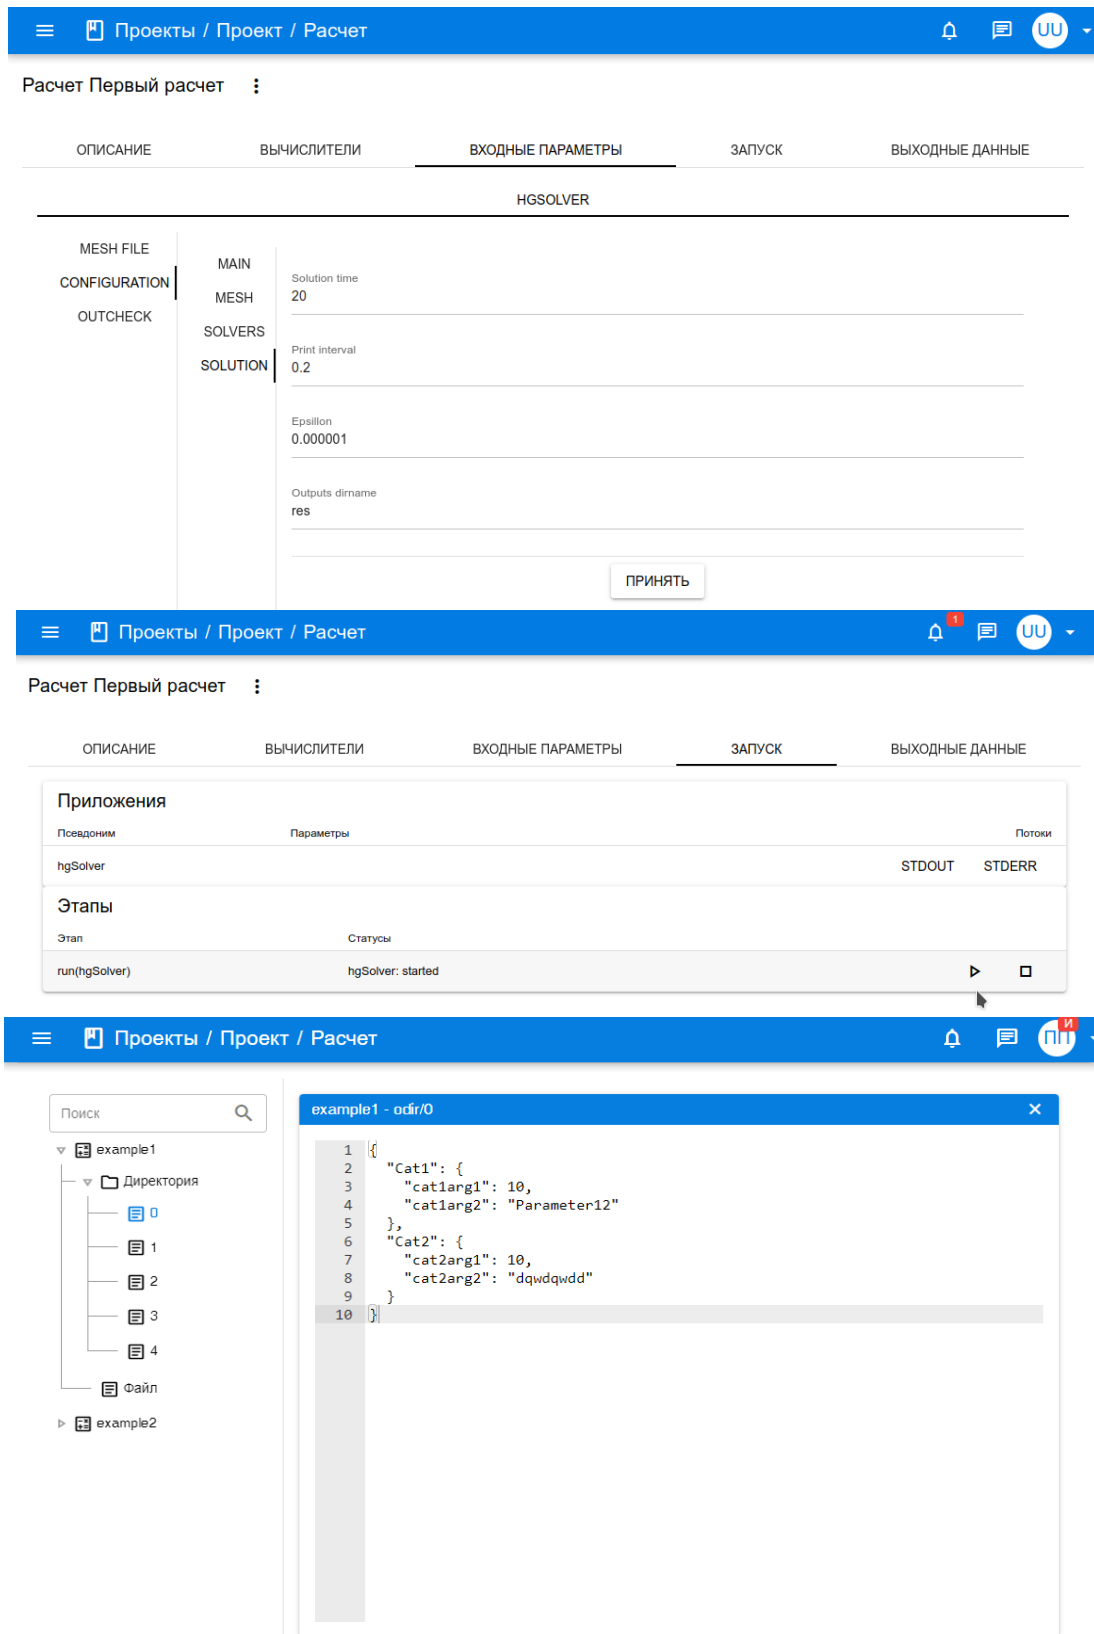 Проекты / Проект / Расчет UU
Расчет Первый расчет
ОПИСАНИЕ ВЫЧИСЛИТЕЛИ ВХОДНЫЕ ПАРАМЕТРЫ ЗАПУСК ВЫХОДНЫЕ ДАННЫЕ
HGSOLVER
MESH FILE
CONFIGURATION
OUTCHECK
MAIN
MESH
SOLVERS
SOLUTION
Solution time
20
Print interval
0.2
Epsillon
0.000001
Outputs dirname
res
ПРИНЯТЬ
Проекты / Проект / Расчет 1 UU
Расчет Первый расчет
ОПИСАНИЕ ВЫЧИСЛИТЕЛИ ВХОДНЫЕ ПАРАМЕТРЫ ЗАПУСК ВЫХОДНЫЕ ДАННЫЕ
Приложения
Псевдоним Параметры Потоки
hgSolver STDOUT STDERR
Этапы
Этап Статусы
run(hgSolver) hgSolver: started
Проекты / Проект / Расчет ПП И
Поиск
example1
Директория
0
1
2
3
4
Файл
example2
example1 - odir/0
1 {
2 "Cat1": {
3 "cat1arg1": 10,
4 "cat1arg2": "Parameter12"
5 },
6 "Cat2": {
7 "cat2arg1": 10,
8 "cat2arg2": "dqwdqwdd"
9 }
10 }